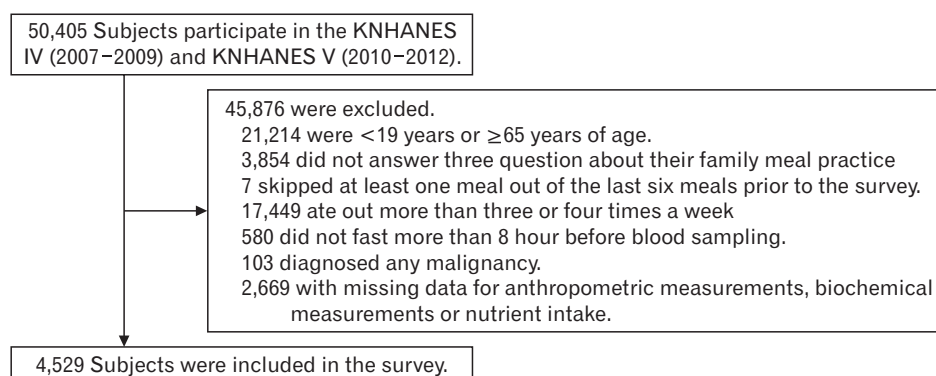 50,405 Subjects participate in the KNHANES
IV (2007–2009) and KNHANES V (2010–2012).
45,876 were excluded.
21,214 were <19 years or ≥65 years of age.
3,854 did not answer three question about their family meal practice
7 skipped at least one meal out of the last six meals prior to the survey.
17,449 ate out more than three or four times a week
580 did not fast more than 8 hour before blood sampling.
103 diagnosed any malignancy.
2,669 with missing data for anthropometric measurements, biochemical
measurements or nutrient intake.
4,529 Subjects were included in the survey.